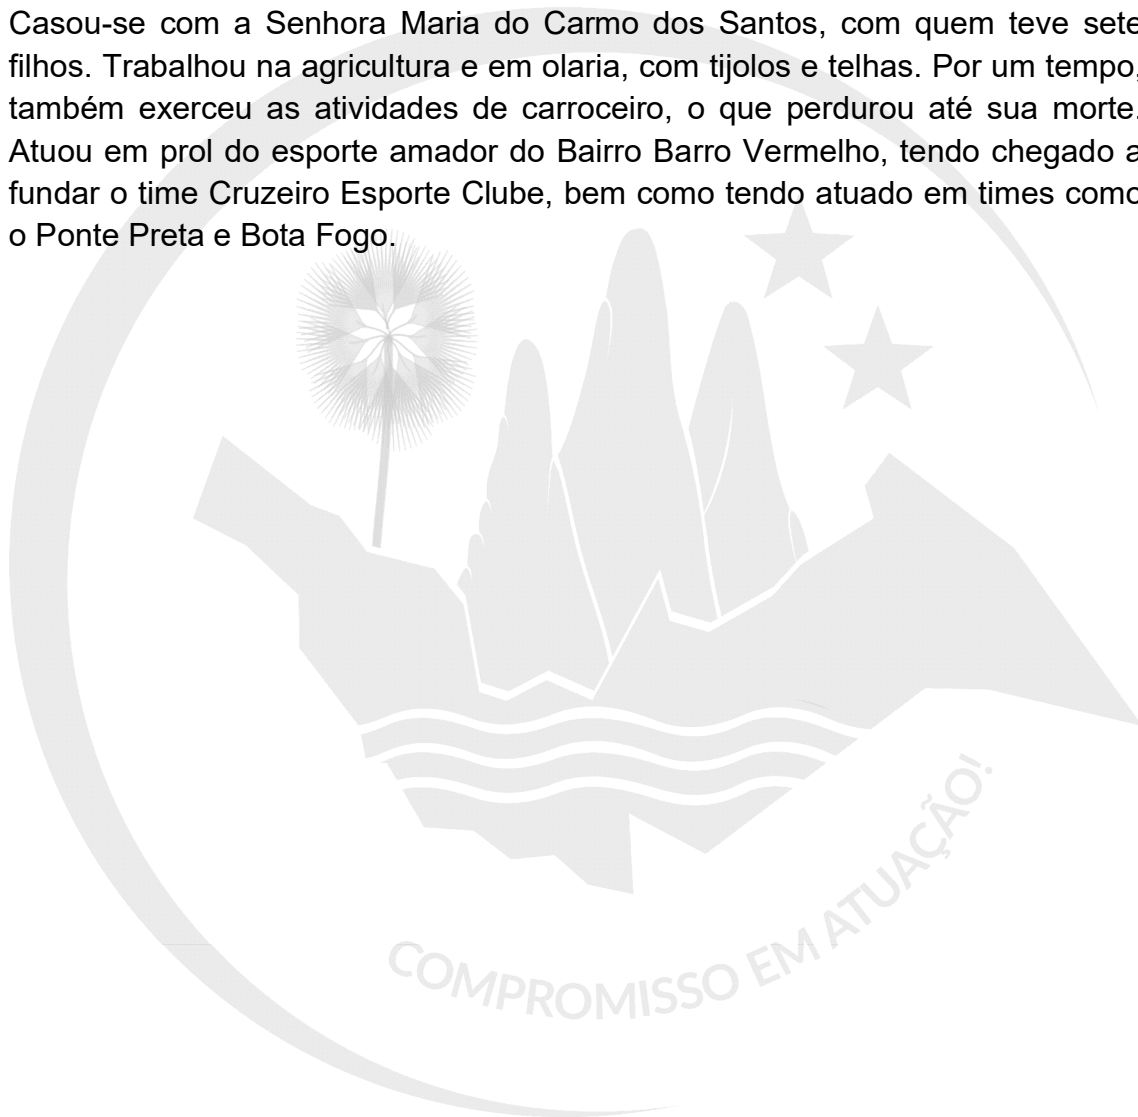 Casou-se com a Senhora Maria do Carmo dos Santos, com quem teve sete
filhos. Trabalhou na agricultura e em olaria, com tijolos e telhas. Por um tempo,
também exerceu as atividades de carroceiro, o que perdurou até sua morte.
Atuou em prol do esporte amador do Bairro Barro Vermelho, tendo chegado a
fundar o time Cruzeiro Esporte Clube, bem como tendo atuado em times como
o Ponte Preta e Bota Fogo.
COMPROMISSO EM ATUAÇÃO!